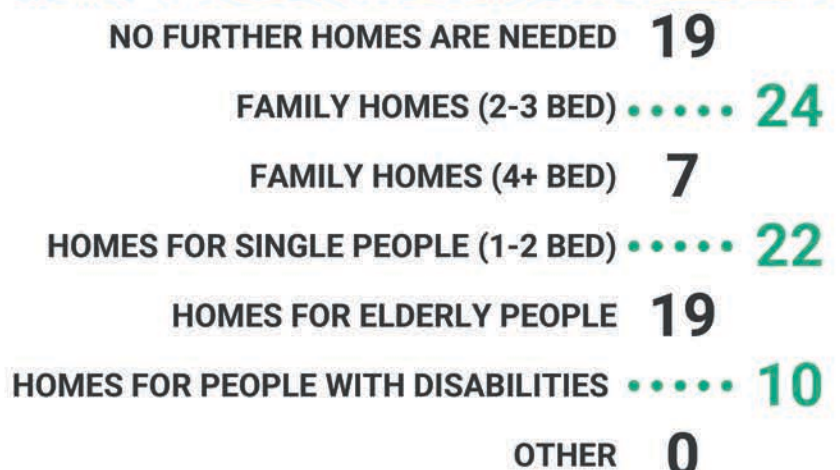 NO FURTHER HOMES ARE NEEDED 19
FAMILY HOMES (2-3 BED) ····· 24
FAMILY HOMES (4+ BED) 7
HOMES FOR SINGLE PEOPLE (1-2 BED) ····· 22
HOMES FOR ELDERLY PEOPLE 19
HOMES FOR PEOPLE WITH DISABILITIES ····· 10
OTHER 0